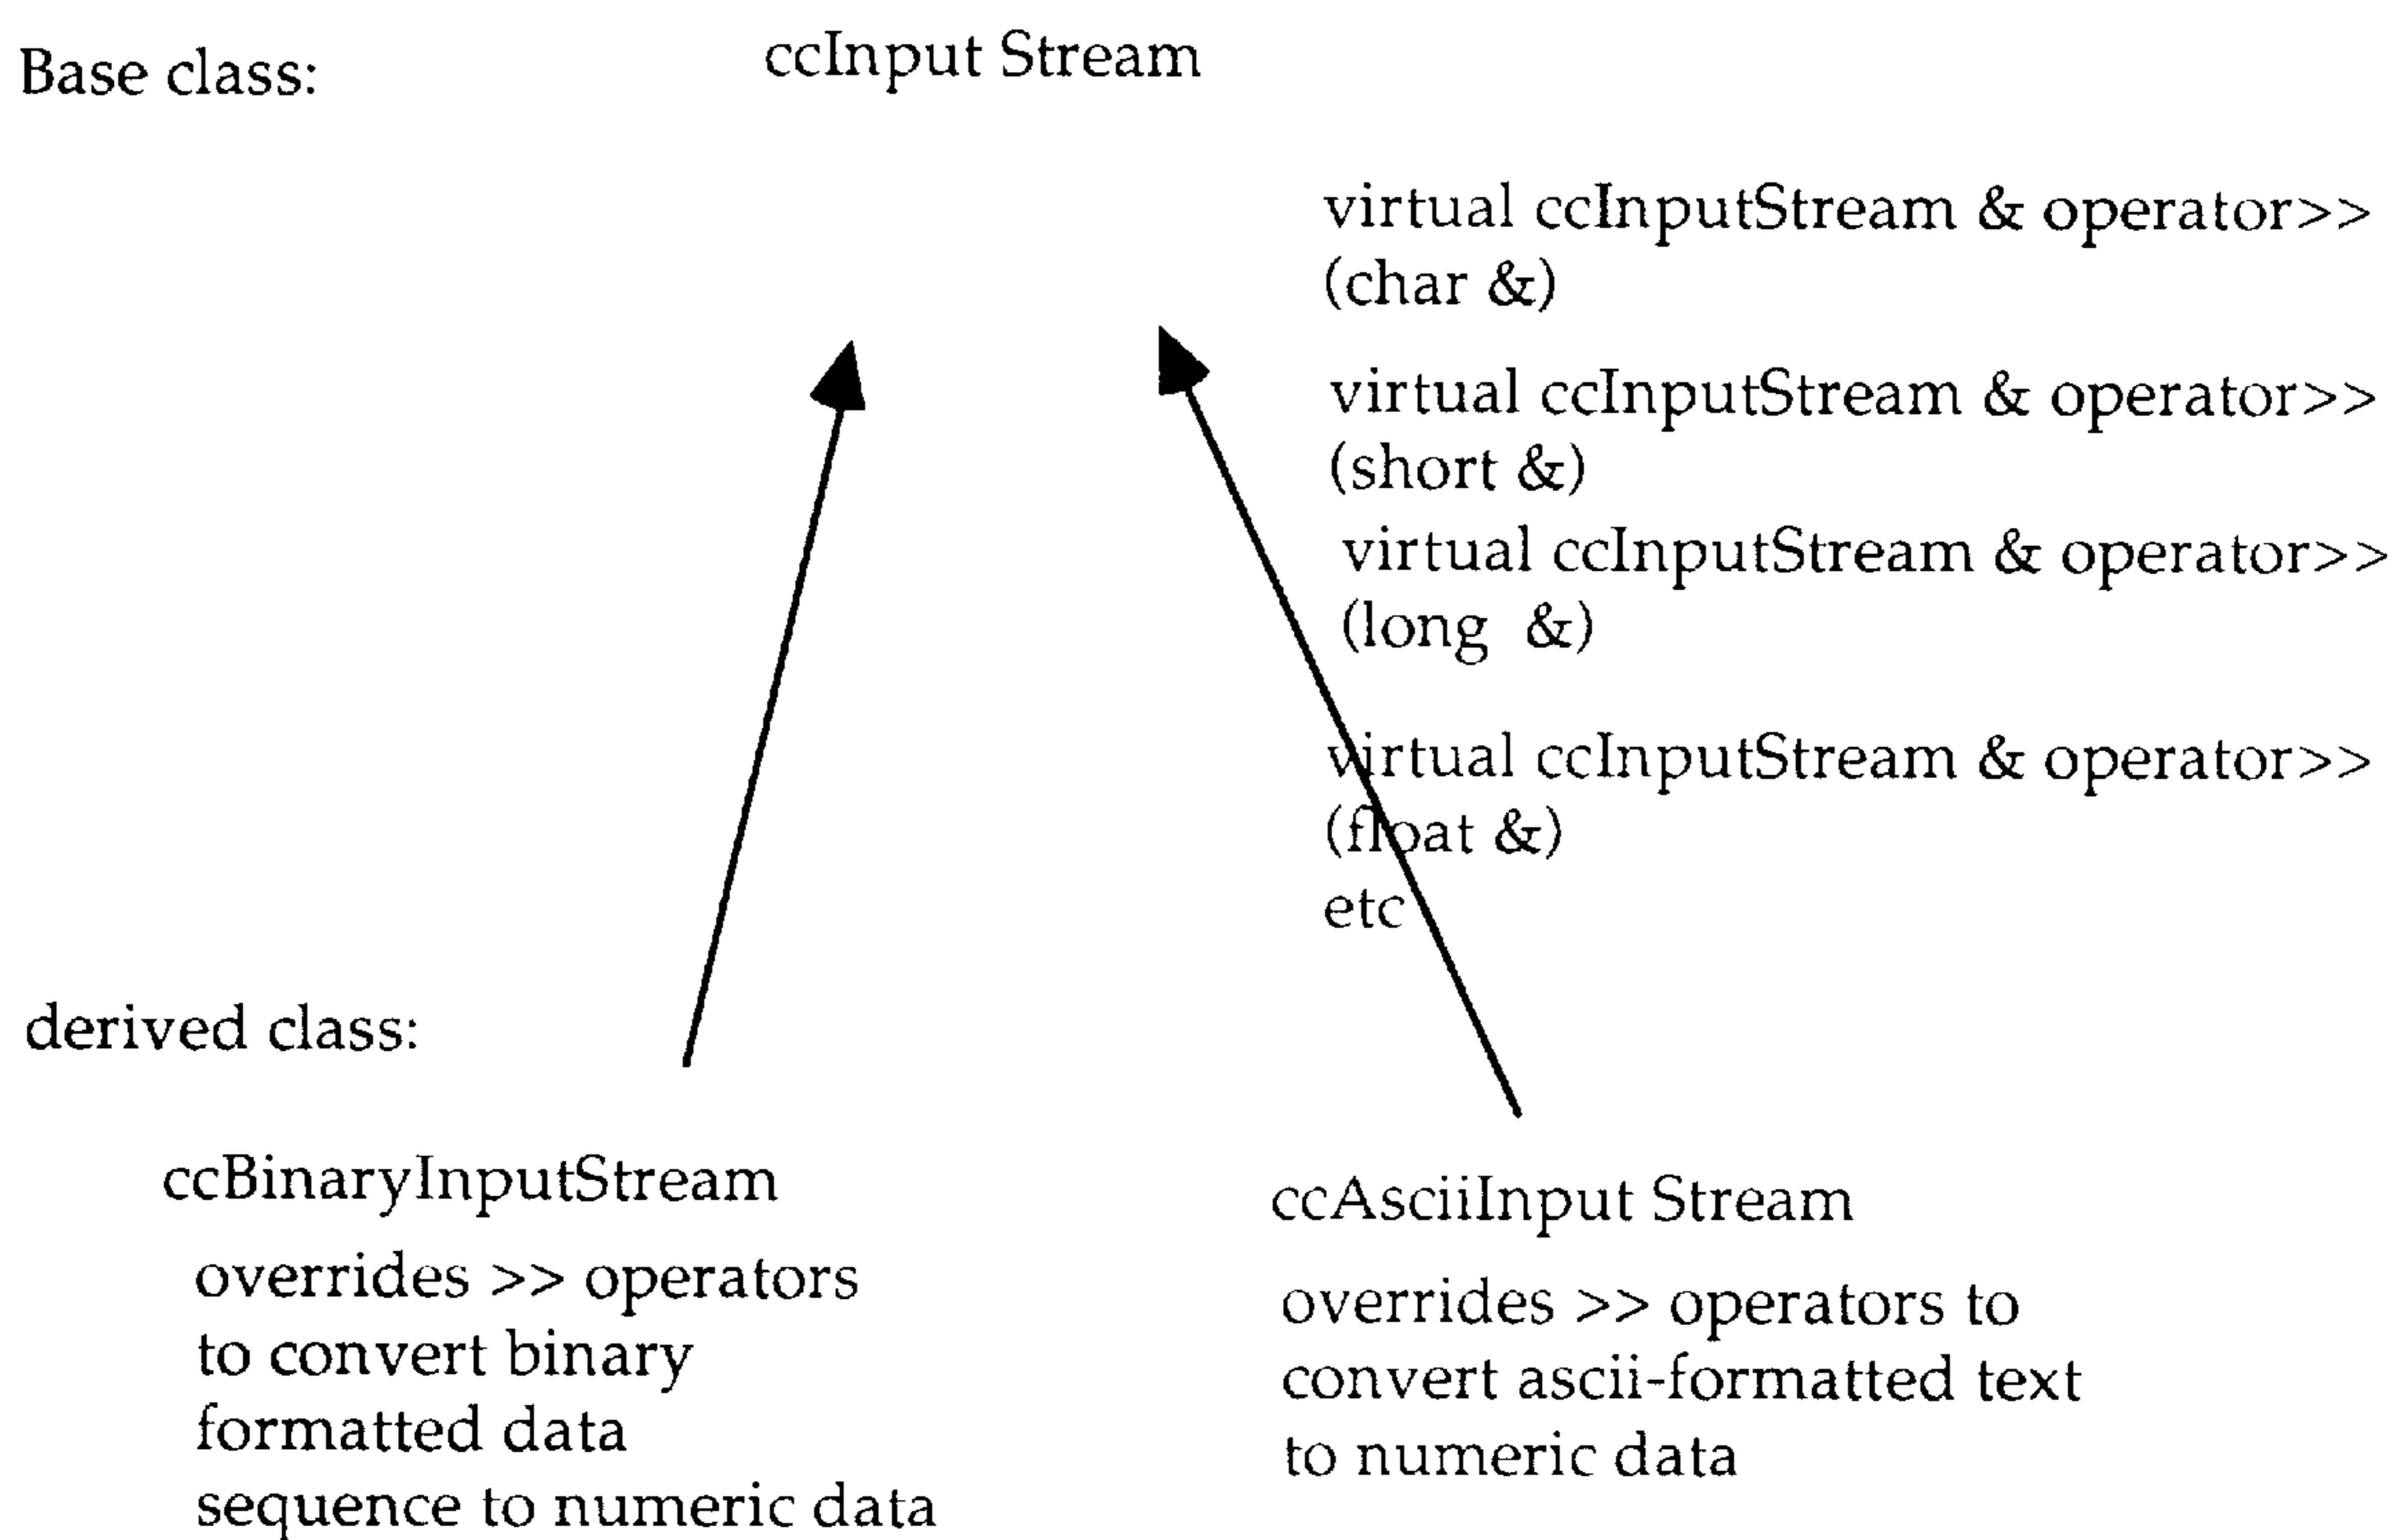 Base class:
ccInput Stream
virtual ccInputStream & operator>>
(char &)
virtual ccInputStream & operator>>
(short &)
virtual ccInputStream & operator>>
(long &)
virtual ccInputStream & operator>>
(float &)
etc
derived class:
ccBinaryInputStream
overrides >> operators
to convert binary
formatted data
sequence to numeric data
ccAsciiInput Stream
overrides >> operators to
convert ascii-formatted text
to numeric data